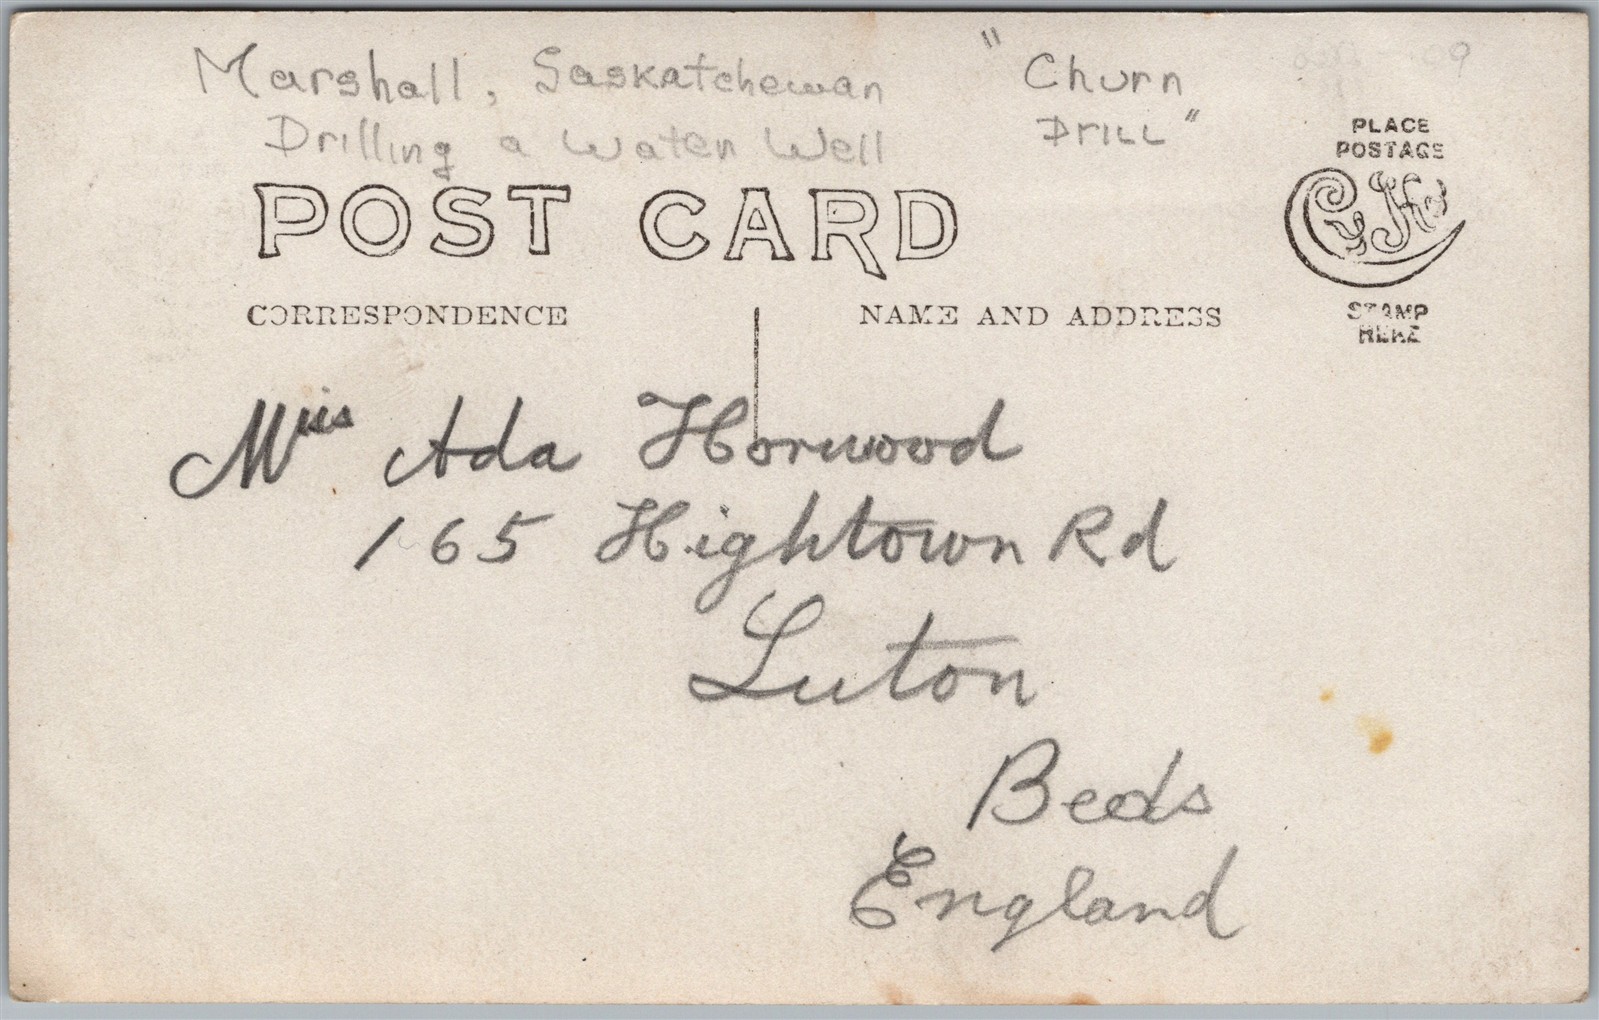 Marshall, Saskatchewan "Churn
Drilling a Water Well Drill"
PLACE
POSTAGE
POST CARD
STAMP
HERE
CORRESPONDENCE
NAME AND ADDRESS
Miss Ada Horwood
165 Hightown Rd
Luton
Beds
England